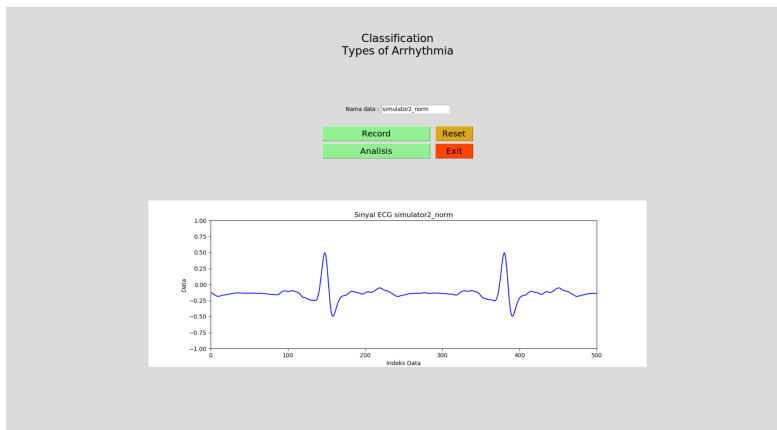 Classification
Types of Arrhythmia
Nama data : simulator2_norm
Record Reset
Analisis Exit
Sinyal ECG simulator2_norm
1.00
0.75
0.50
0.25
0.00
−0.25
−0.50
−0.75
−1.00
Data
0 100 200 300 400 500
Indeks Data